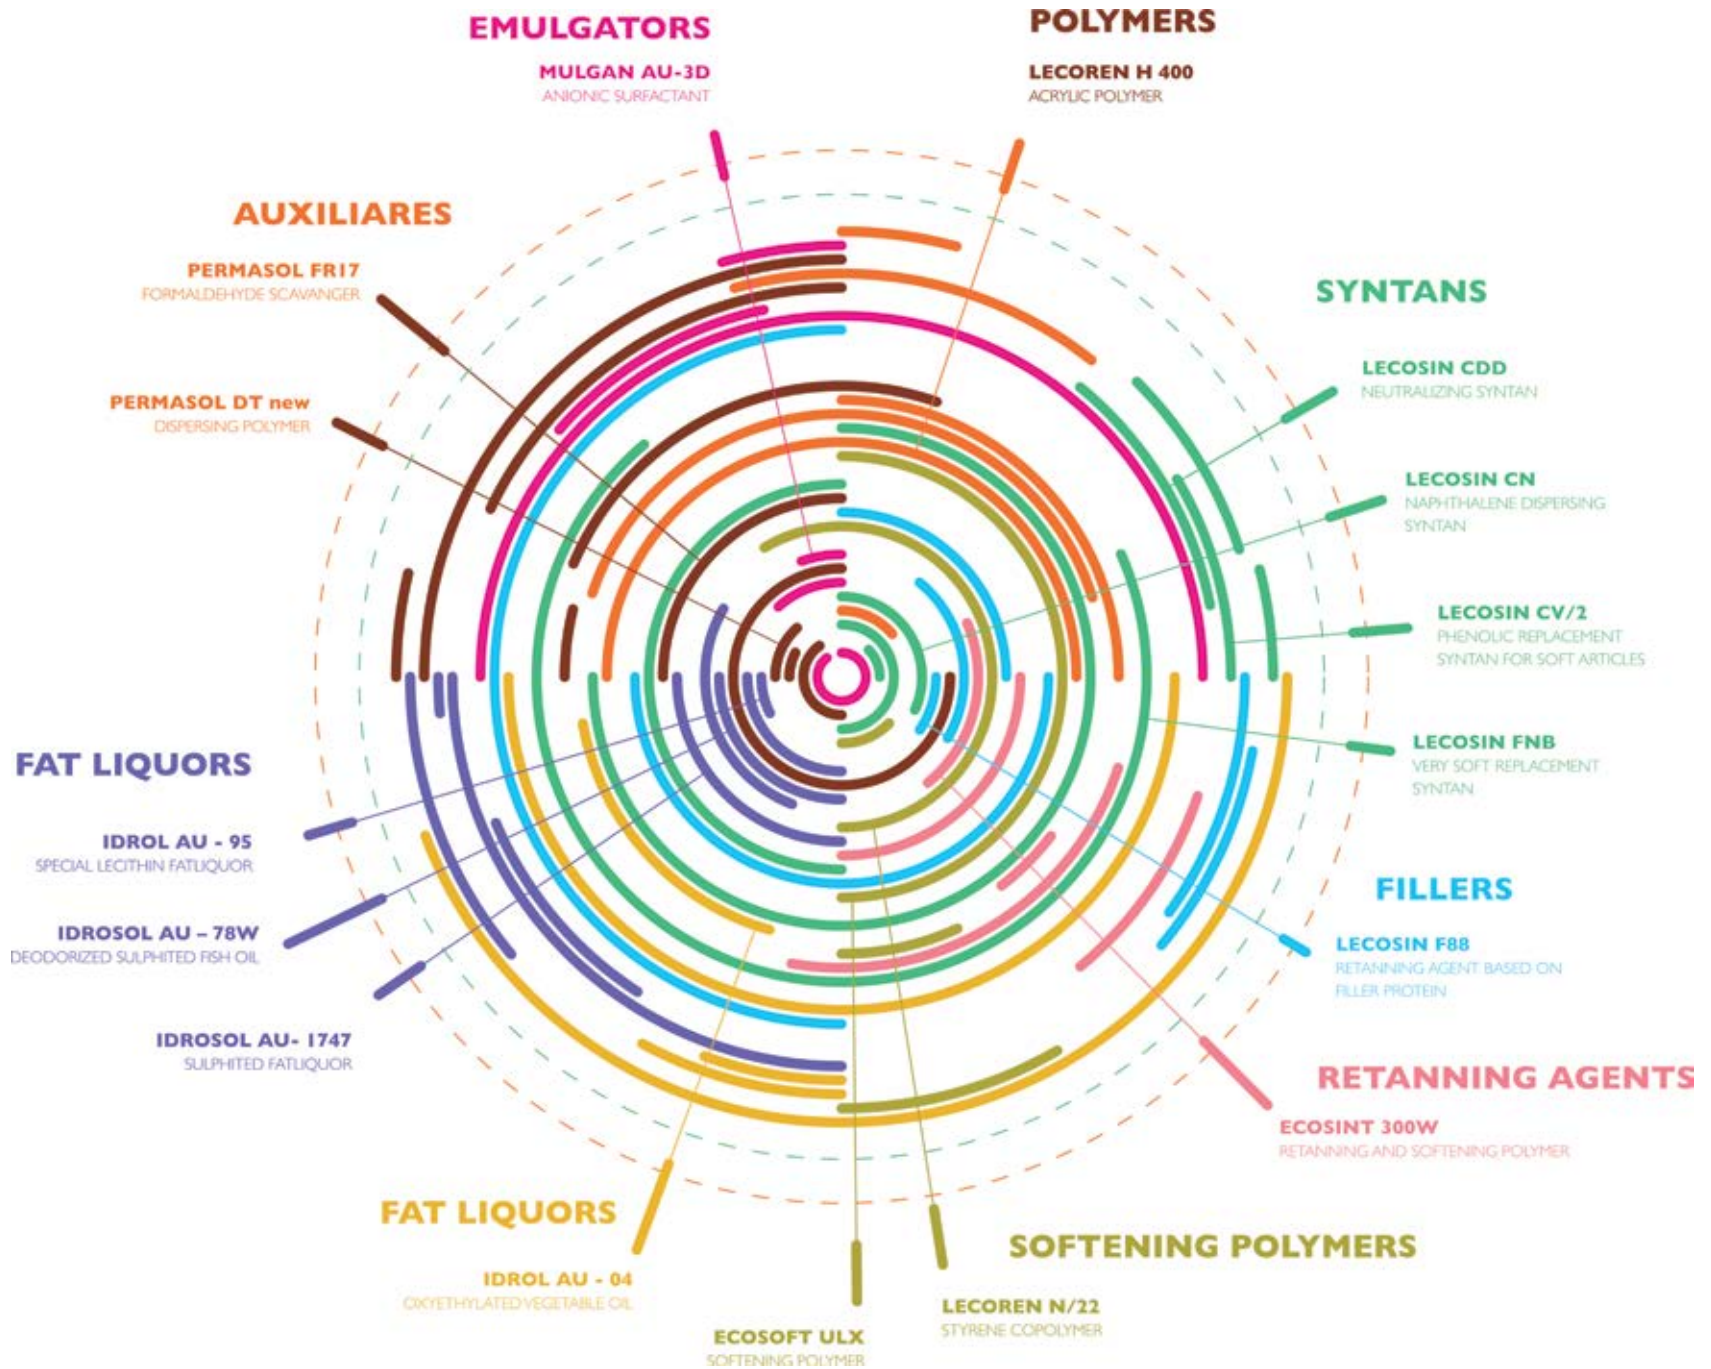 EMULGATORS
MULGAN AU-3D
ANIONIC SURFACTANT
POLYMERS
LECOREN H 400
ACRYLIC POLYMER
AUXILIARES
PERMASOL FR17
FORMALDEHYDE SCAVANGER
PERMASOL DT new
DISPERSING POLYMER
SYNTANS
LECOSIN CDD
NEUTRALIZING SYNTAN
LECOSIN CN
NAPHTHALENE DISPERSING
SYNTAN
LECOSIN CV/2
PHENOLIC REPLACEMENT
SYNTAN FOR SOFT ARTICLES
LECOSIN FNB
VERY SOFT REPLACEMENT
SYNTAN
FAT LIQUORS
IDROL AU - 95
SPECIAL LECITHIN FATLIQUOR
IDROSOL AU – 78W
DEODORIZED SULPHITED FISH OIL
IDROSOL AU- 1747
SULPHITED FATLIQUOR
FILLERS
LECOSIN F88
RETANNING AGENT BASED ON
FILLER PROTEIN
RETANNING AGENTS
ECOSINT 300W
RETANNING AND SOFTENING POLYMER
FAT LIQUORS
IDROL AU - 04
OXYETHYLATED VEGETABLE OIL
SOFTENING POLYMERS
LECOREN N/22
STYRENE COPOLYMER
ECOSOFT ULX
SOFTENING POLYMER